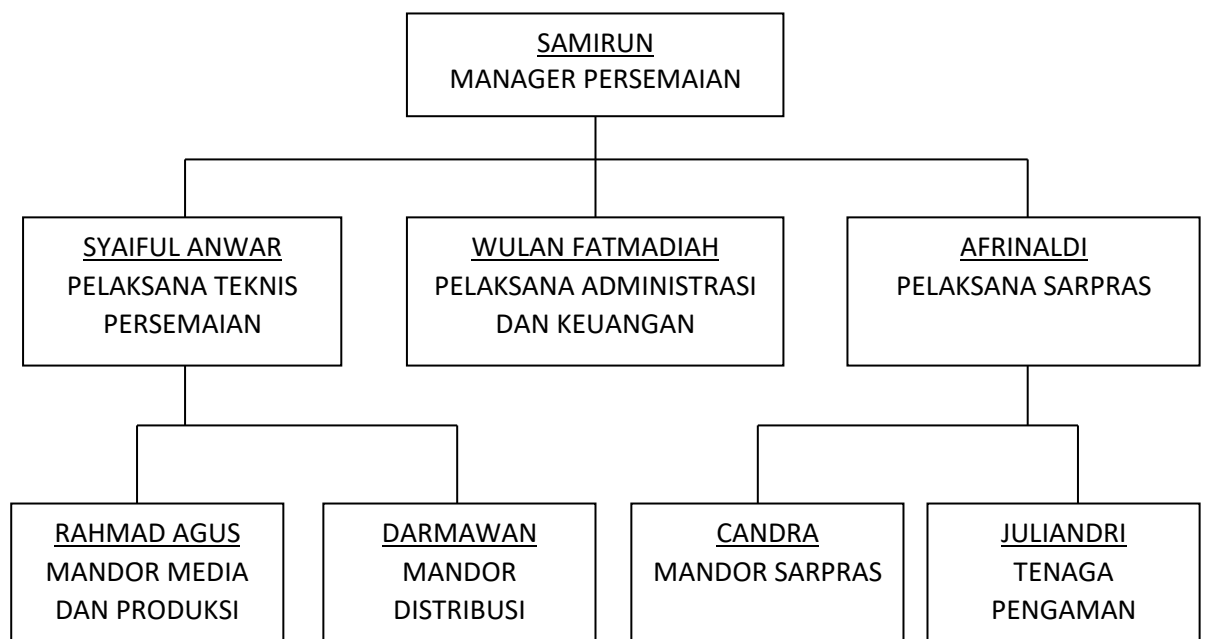 SAMIRUN
MANAGER PERSEMAIAN
SYAIFUL ANWAR
PELAKSANA TEKNIS
PERSEMAIAN
WULAN FATMADIAH
PELAKSANA ADMINISTRASI
DAN KEUANGAN
AFRINALDI
PELAKSANA SARPRAS
RAHMAD AGUS
MANDOR MEDIA
DAN PRODUKSI
DARMAWAN
MANDOR
DISTRIBUSI
CANDRA
MANDOR SARPRAS
JULIANDRI
TENAGA
PENGAMAN